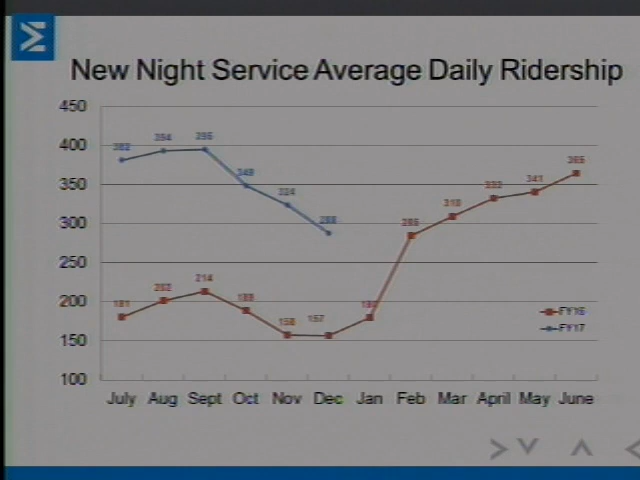 New Night Service Average Daily Ridership
450
400
350
300
250
200
150
100
382 394 395 349 324 288
181 202 214 189 158 157 285 310 333 341 365
FY16
FY17
July Aug Sept Oct Nov Dec Jan Feb Mar April May June